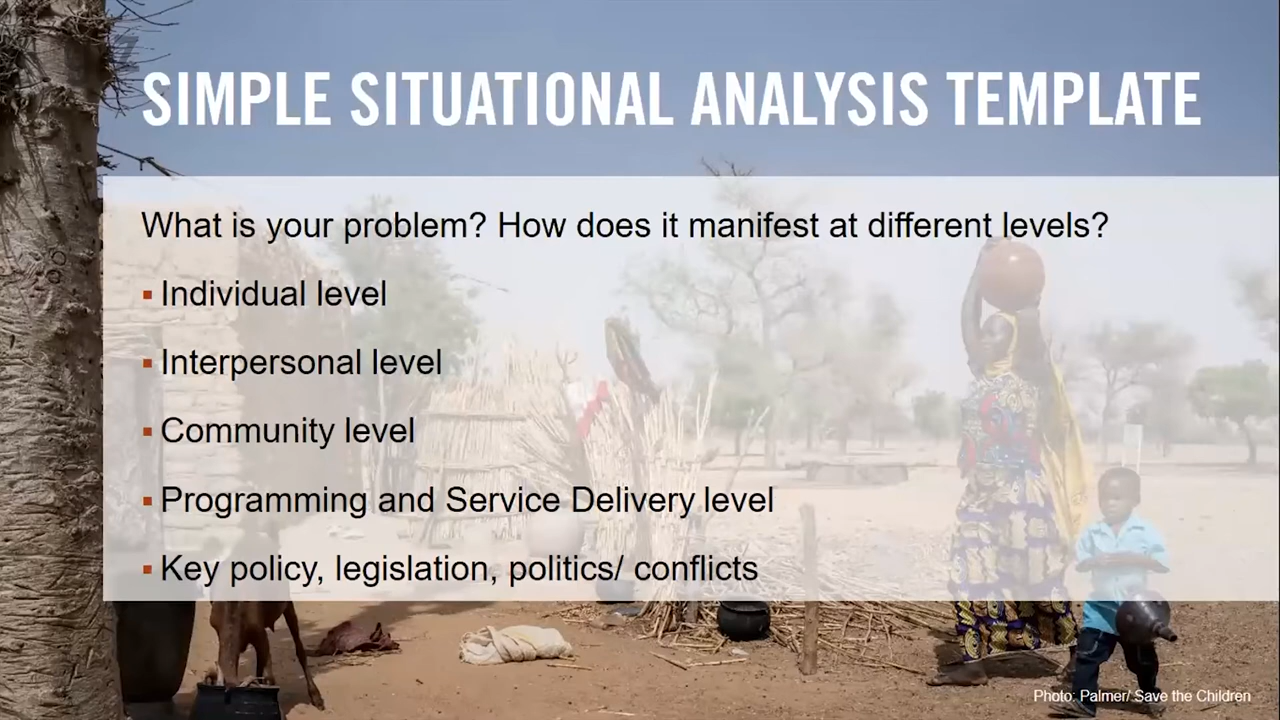 SIMPLE SITUATIONAL ANALYSIS TEMPLATE
What is your problem? How does it manifest at different levels?
▪ Individual level
▪ Interpersonal level
▪ Community level
▪ Programming and Service Delivery level
▪ Key policy, legislation, politics/ conflicts
Photo: Palmer/ Save the Children